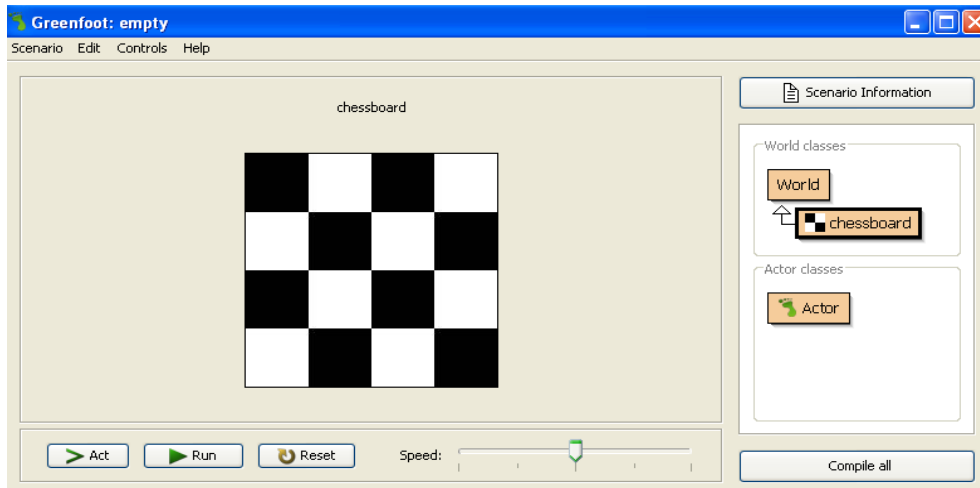 Greenfoot: empty
Scenario Edit Controls Help
chessboard
Scenario Information
World classes
World
chessboard
Actor classes
Actor
Act Run Reset Speed:
Compile all